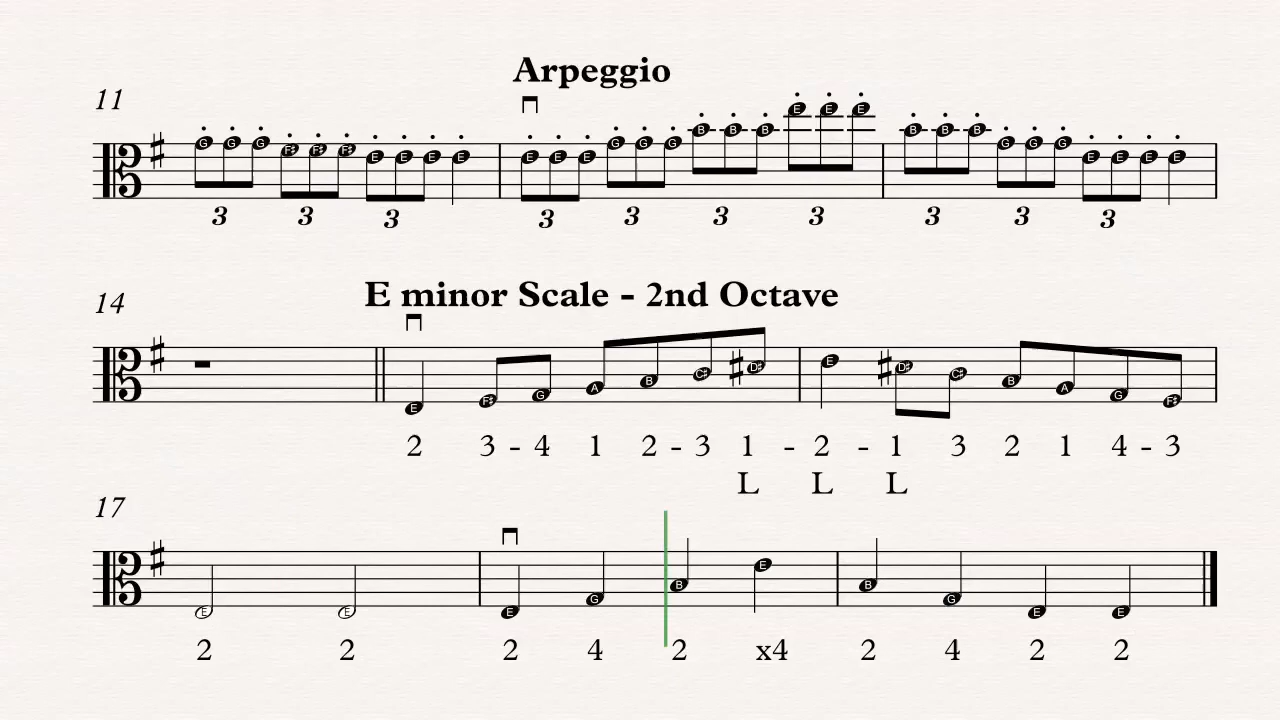 Arpeggio
11
G G G F# F# F# E E E E E E E G G G B B B E E E B B B G G G E E E E
3 3 3 3 3 3 3 3 3 3
E minor Scale - 2nd Octave
14
E F# G A B C# D# E D# C# B A G F#
2 3 - 4 1 2 - 3 1 - 2 - 1 3 2 1 4 - 3
L L L
17
E E E G B E B G E E
2 2 2 4 2 x4 2 4 2 2